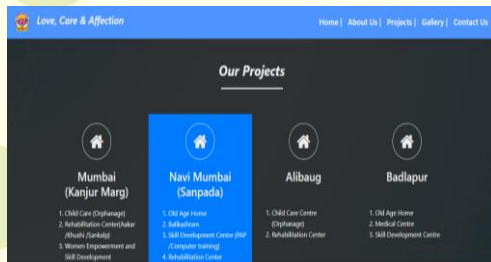 Love, Care & Affection
Home | About Us | Projects | Gallery | Contact Us
Our Projects
Mumbai
(Kanjur Marg)
1. Child Care (Orphanage)
2. Rehabilitation Center(Aakar
/Khushi /Sankalp)
3. Women Empowerment and
Skill Development
Navi Mumbai
(Sanpada)
1. Old Age Home
2. Balikashram
3. Skill Development Centre (PAP
/Computer training)
4. Rehabilitation Center
Alibaug
1. Child Care Centre
(Orphanage)
2. Rehabilitation Center
Badlapur
1. Old Age Home
2. Medical Centre
3. Skill Development Centre